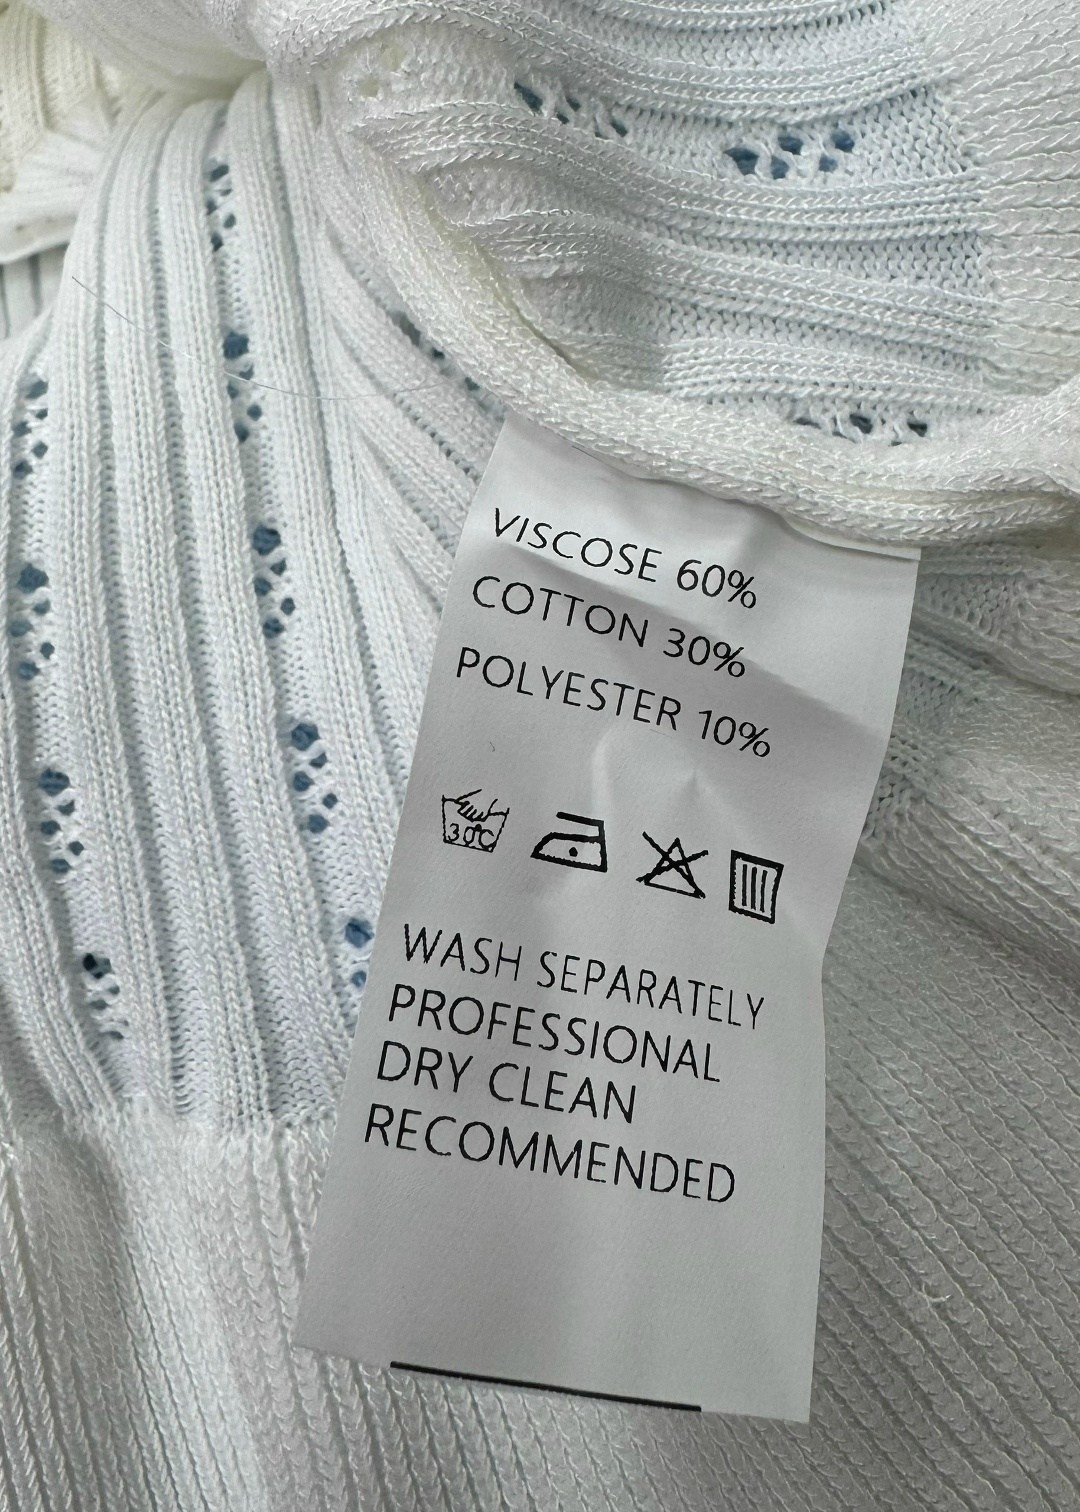 VISCOSE 60%
COTTON 30%
POLYESTER 10%
30°C
WASH SEPARATELY
PROFESSIONAL
DRY CLEAN
RECOMMENDED